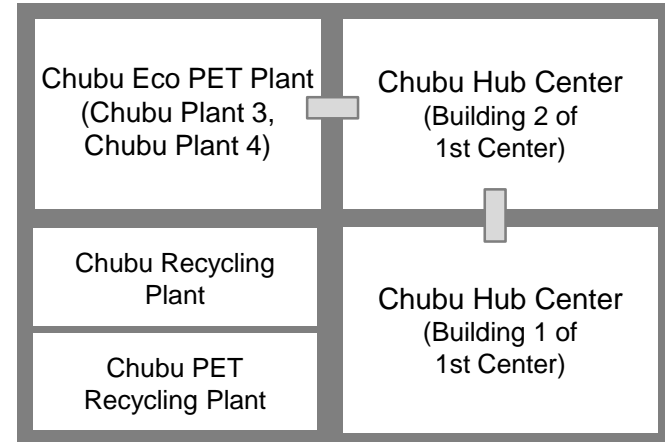 Chubu Eco PET Plant
(Chubu Plant 3,
Chubu Plant 4)
Chubu Hub Center
(Building 2 of
1st Center)
Chubu Recycling
Plant
Chubu PET
Recycling Plant
Chubu Hub Center
(Building 1 of
1st Center)